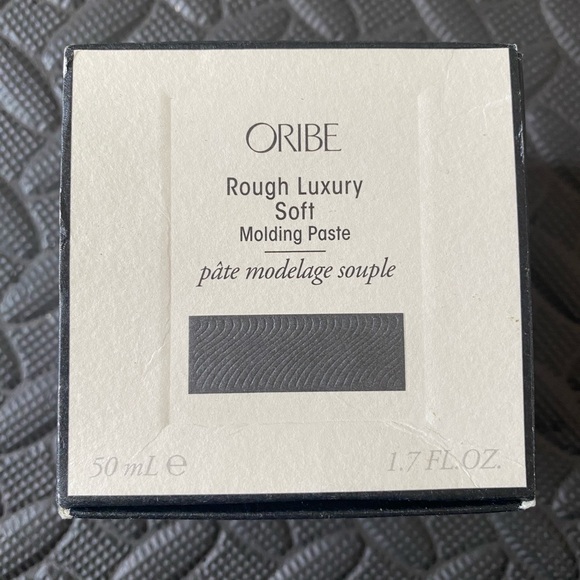 ORIBE
Rough Luxury
Soft
Molding Paste
pâte modelage souple
50 mL ℮ 1.7 FL.OZ.